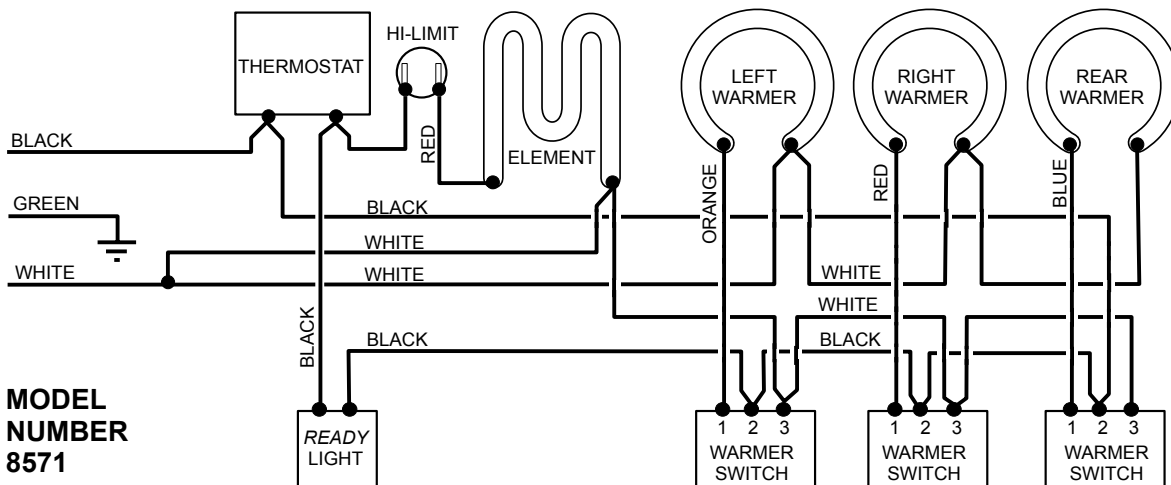 HI-LIMIT
THERMOSTAT
LEFT
WARMER
RIGHT
WARMER
REAR
WARMER
BLACK
RED
ELEMENT
ORANGE
RED
BLUE
GREEN
BLACK
WHITE
WHITE
WHITE
WHITE
WHITE
BLACK
BLACK
BLACK
MODEL
NUMBER
8571
READY
LIGHT
1 2 3
WARMER
SWITCH
1 2 3
WARMER
SWITCH
1 2 3
WARMER
SWITCH